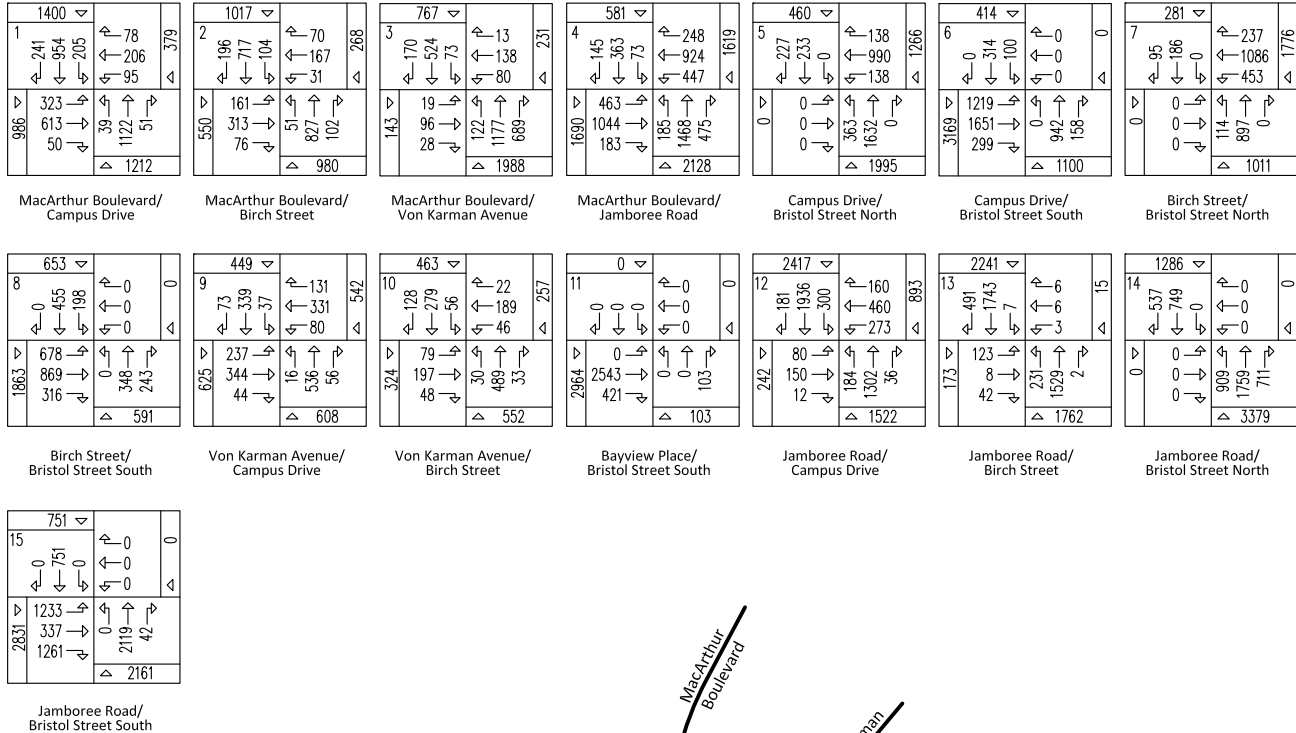 1400
1
241 954 205
78
206
95
379
986
323
613
50
39 1122 51
1212
MacArthur Boulevard/
Campus Drive
1017
2
196 717 104
70
167
31
268
550
161
313
76
51 827 102
980
MacArthur Boulevard/
Birch Street
767
3
170 524 73
13
138
80
231
143
19
96
28
122 1177 689
1988
MacArthur Boulevard/
Von Karman Avenue
581
4
145 363 73
248
924
447
1619
1690
463
1044
183
185 1468 475
2128
MacArthur Boulevard/
Jamboree Road
460
5
227 233 0
138
990
138
1266
0
0
0
0
363 1632 0
1995
Campus Drive/
Bristol Street North
414
6
0 314 100
0
0
0
0
3169
1219
1651
299
0 942 158
1100
Campus Drive/
Bristol Street South
281
7
95 186 0
237
1086
453
1776
0
0
0
0
114 897 0
1011
Birch Street/
Bristol Street North
653
8
0 455 198
0
0
0
0
1863
678
869
316
0 348 243
591
Birch Street/
Bristol Street South
449
9
73 339 37
131
331
80
542
625
237
344
44
16 536 56
608
Von Karman Avenue/
Campus Drive
463
10
128 279 56
22
189
46
257
324
79
197
48
30 489 33
552
Von Karman Avenue/
Birch Street
0
11
0 0 0
0
0
0
0
2964
0
2543
421
0 0 103
103
Bayview Place/
Bristol Street South
2417
12
181 1936 300
160
460
273
893
242
80
150
12
184 1302 36
1522
Jamboree Road/
Campus Drive
2241
13
491 1743 7
6
6
3
15
173
123
8
42
231 1529 2
1762
Jamboree Road/
Birch Street
1286
14
537 749 0
0
0
0
0
0
0
0
0
909 1759 711
3379
Jamboree Road/
Bristol Street North
751
15
0 751 0
0
0
0
0
2831
1233
337
1261
0 2119 42
2161
Jamboree Road/
Bristol Street South
MacArthur
Boulevard
man